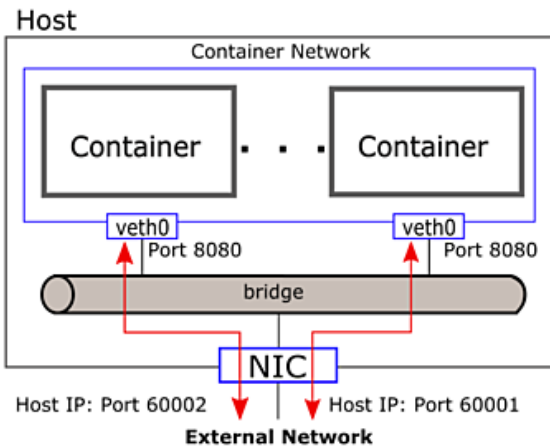 Host
Container Network
Container . . . Container
veth0 veth0
Port 8080 Port 8080
bridge
NIC
Host IP: Port 60002 Host IP: Port 60001
External Network